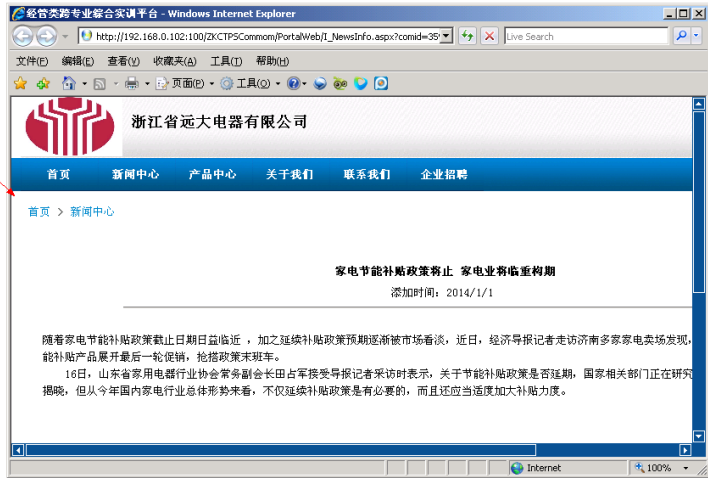 经管类跨专业综合实训平台 - Windows Internet Explorer
http://192.168.0.102:100/ZKCTPSCommom/PortalWeb/I_NewsInfo.aspx?comid=35
Live Search
文件(F) 编辑(E) 查看(V) 收藏夹(A) 工具(T) 帮助(H)
页面(P) 工具(O)
浙江省远大电器有限公司
首页 新闻中心 产品中心 关于我们 联系我们 企业招聘
首页 > 新闻中心
家电节能补贴政策将止 家电业将临重构期
添加时间：2014/1/1
随着家电节能补贴政策截止日期日益临近 ，加之延续补贴政策预期逐渐被市场看淡，近日，经济导报记者走访济南多家家电卖场发现，
能补贴产品展开最后一轮促销，抢搭政策末班车。
16日，山东省家用电器行业协会常务副会长田占军接受导报记者采访时表示，关于节能补贴政策是否延期，国家相关部门正在研究
揭晓，但从今年国内家电行业总体形势来看，不仅延续补贴政策是有必要的，而且还应当适度加大补贴力度。
Internet 100%